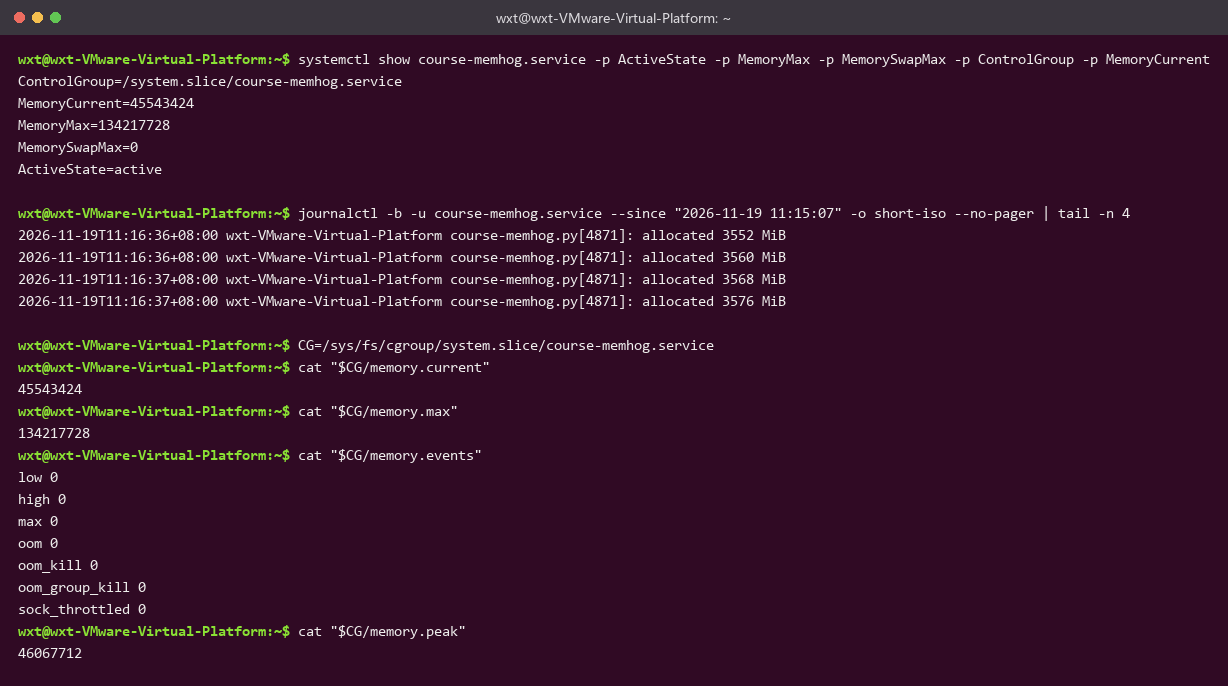 wxt@wxt-VMware-Virtual-Platform: ~
wxt@wxt-VMware-Virtual-Platform:~$ systemctl show course-memhog.service -p ActiveState -p MemoryMax -p MemorySwapMax -p ControlGroup -p MemoryCurrent
ControlGroup=/system.slice/course-memhog.service
MemoryCurrent=45543424
MemoryMax=134217728
MemorySwapMax=0
ActiveState=active
wxt@wxt-VMware-Virtual-Platform:~$ journalctl -b -u course-memhog.service --since "2026-11-19 11:15:07" -o short-iso --no-pager | tail -n 4
2026-11-19T11:16:36+08:00 wxt-VMware-Virtual-Platform course-memhog.py[4871]: allocated 3552 MiB
2026-11-19T11:16:36+08:00 wxt-VMware-Virtual-Platform course-memhog.py[4871]: allocated 3560 MiB
2026-11-19T11:16:37+08:00 wxt-VMware-Virtual-Platform course-memhog.py[4871]: allocated 3568 MiB
2026-11-19T11:16:37+08:00 wxt-VMware-Virtual-Platform course-memhog.py[4871]: allocated 3576 MiB
wxt@wxt-VMware-Virtual-Platform:~$ CG=/sys/fs/cgroup/system.slice/course-memhog.service
wxt@wxt-VMware-Virtual-Platform:~$ cat "$CG/memory.current"
45543424
wxt@wxt-VMware-Virtual-Platform:~$ cat "$CG/memory.max"
134217728
wxt@wxt-VMware-Virtual-Platform:~$ cat "$CG/memory.events"
low 0
high 0
max 0
oom 0
oom_kill 0
oom_group_kill 0
sock_throttled 0
wxt@wxt-VMware-Virtual-Platform:~$ cat "$CG/memory.peak"
46067712